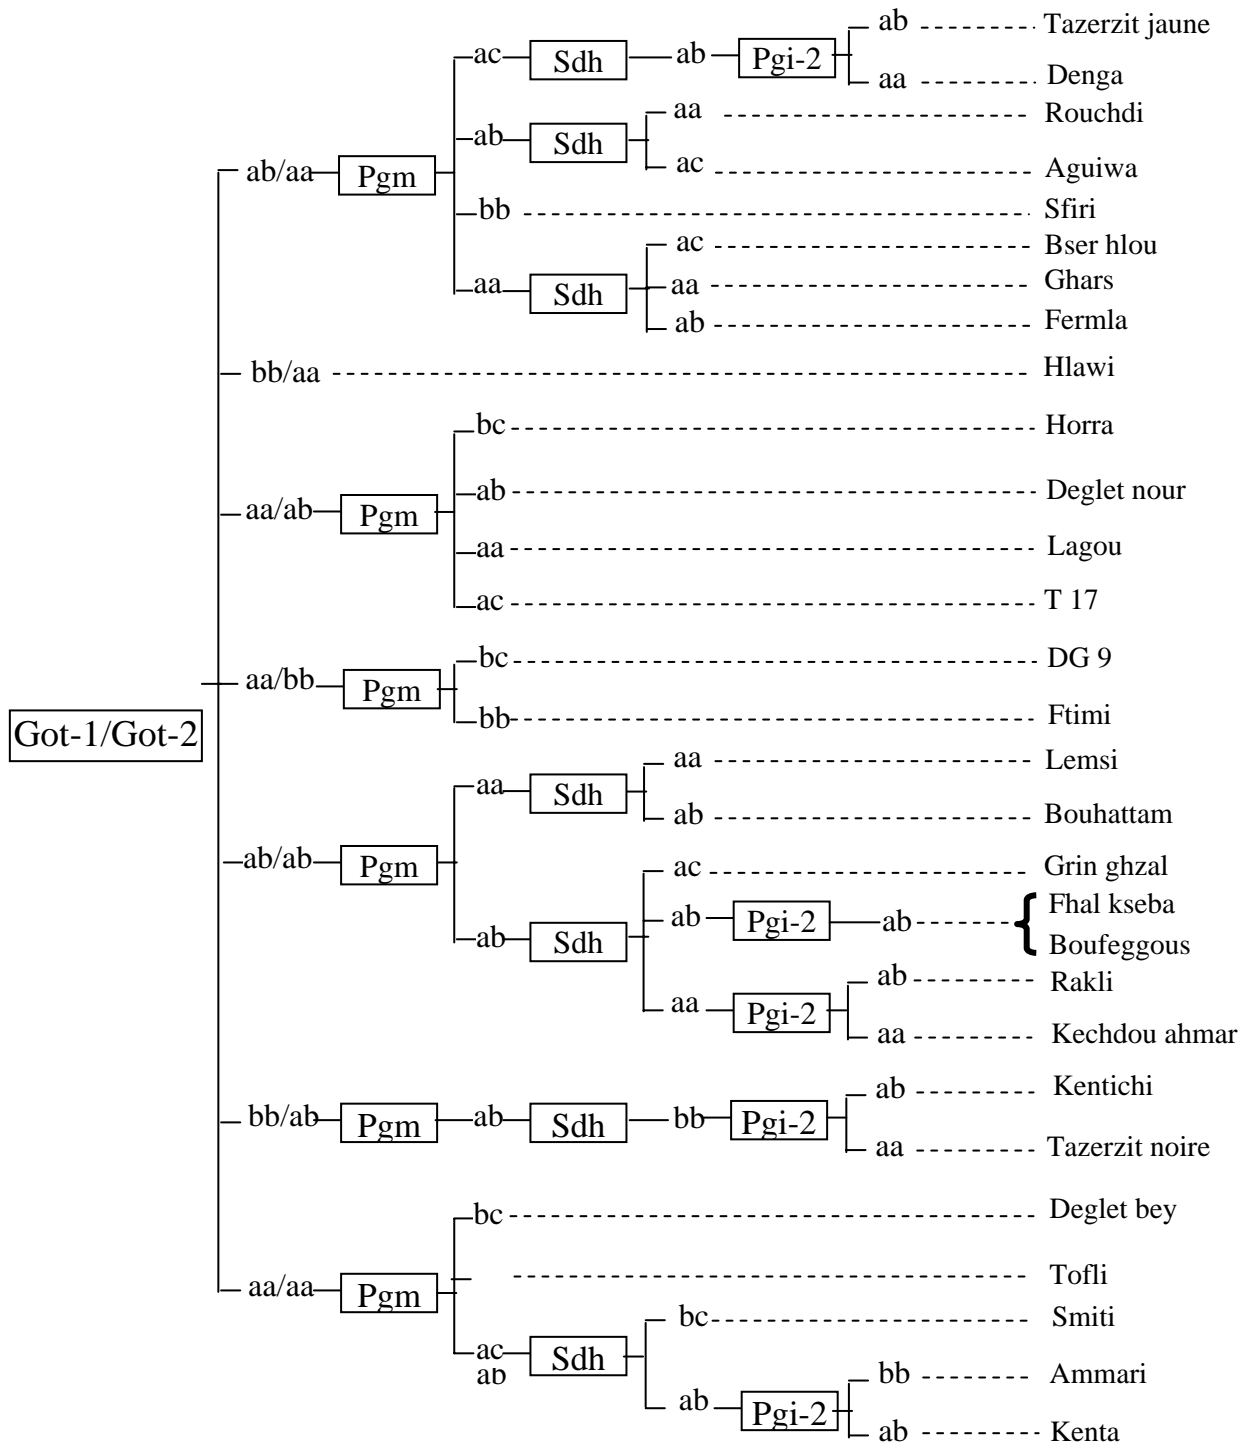 ab Tazerzit jaune
ac Sdh ab Pgi-2
aa Denga
aa Rouchdi
ab Sdh
ac Aguiwa
ab/aa Pgm
bb Sfiri
ac Bser hlou
aa Sdh aa Ghars
ab Fermla
bb/aa Hlawi
bc Horra
ab Deglet nour
aa/ab Pgm
aa Lagou
ac T 17
bc DG 9
aa/bb Pgm
bb Ftimi
Got-1/Got-2
aa Lemsi
aa Sdh
ab Bouhattam
ab/ab Pgm
ac Grin ghzal
ab Pgi-2 ab { Fhal kseba
Boufeggous
ab Sdh
ab Rakli
aa Pgi-2
aa Kechdou ahmar
ab Kentichi
bb/ab Pgm ab Sdh bb Pgi-2
aa Tazerzit noire
bc Deglet bey
Tofli
aa/aa Pgm
bc Smiti
ac Sdh
ab
bb Ammari
ab Pgi-2
ab Kenta